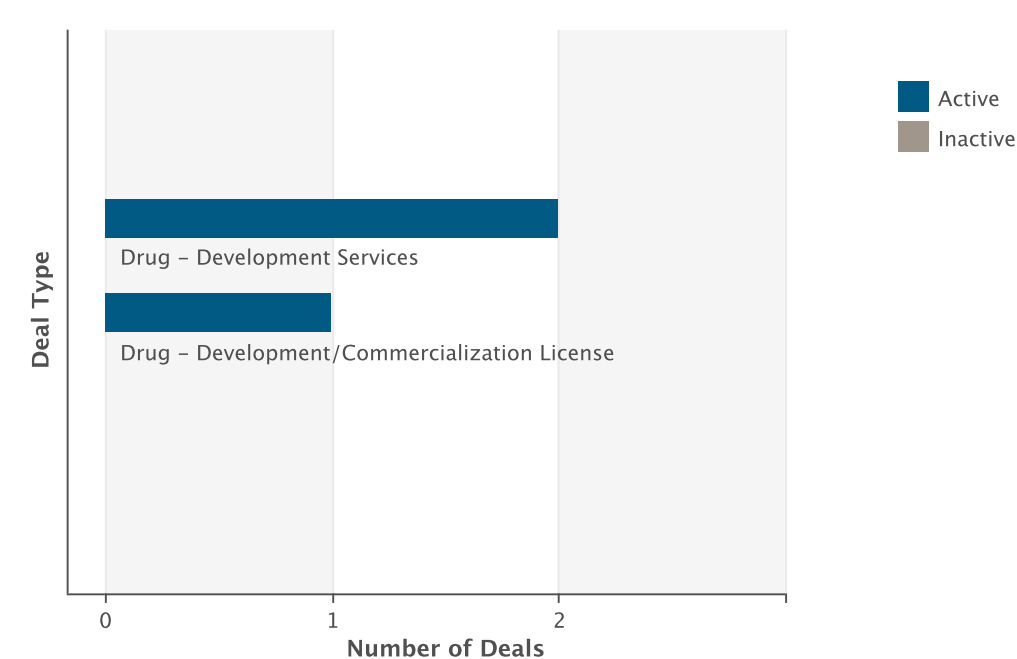 Active
Inactive
Drug – Development Services
Drug – Development/Commercialization License
Deal Type
0 1 2
Number of Deals